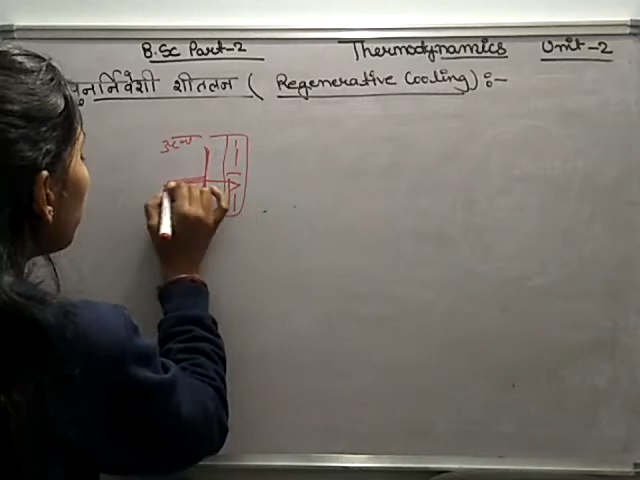 B.Sc Part-2 Thermodynamics Unit-2
पुनर्निवेशी शीतलन ( Regenerative Cooling) :-